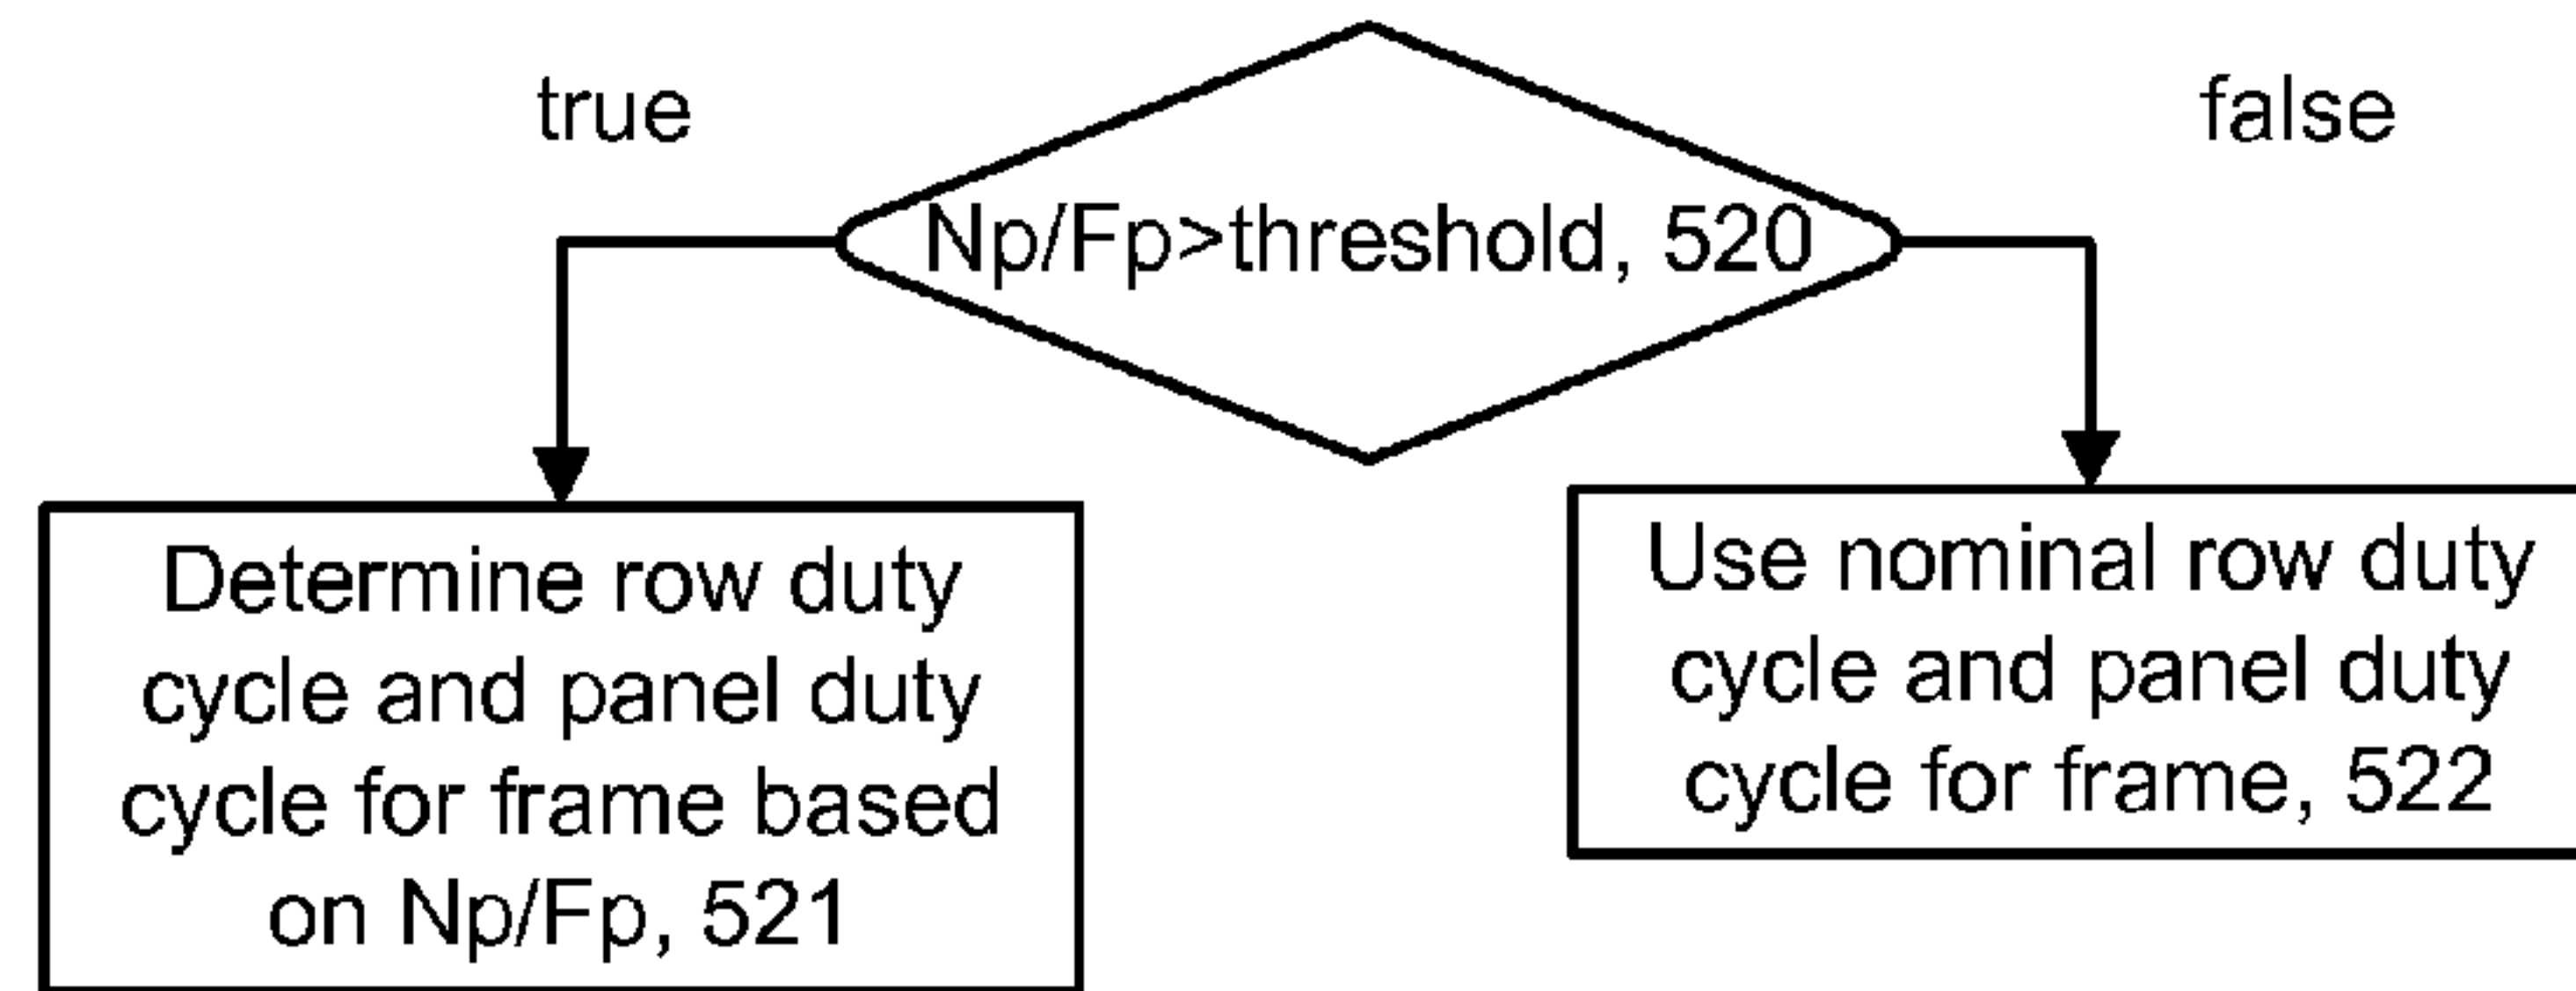 true
false
Np/Fp>threshold, 520
Determine row duty
cycle and panel duty
cycle for frame based
on Np/Fp, 521
Use nominal row duty
cycle and panel duty
cycle for frame, 522